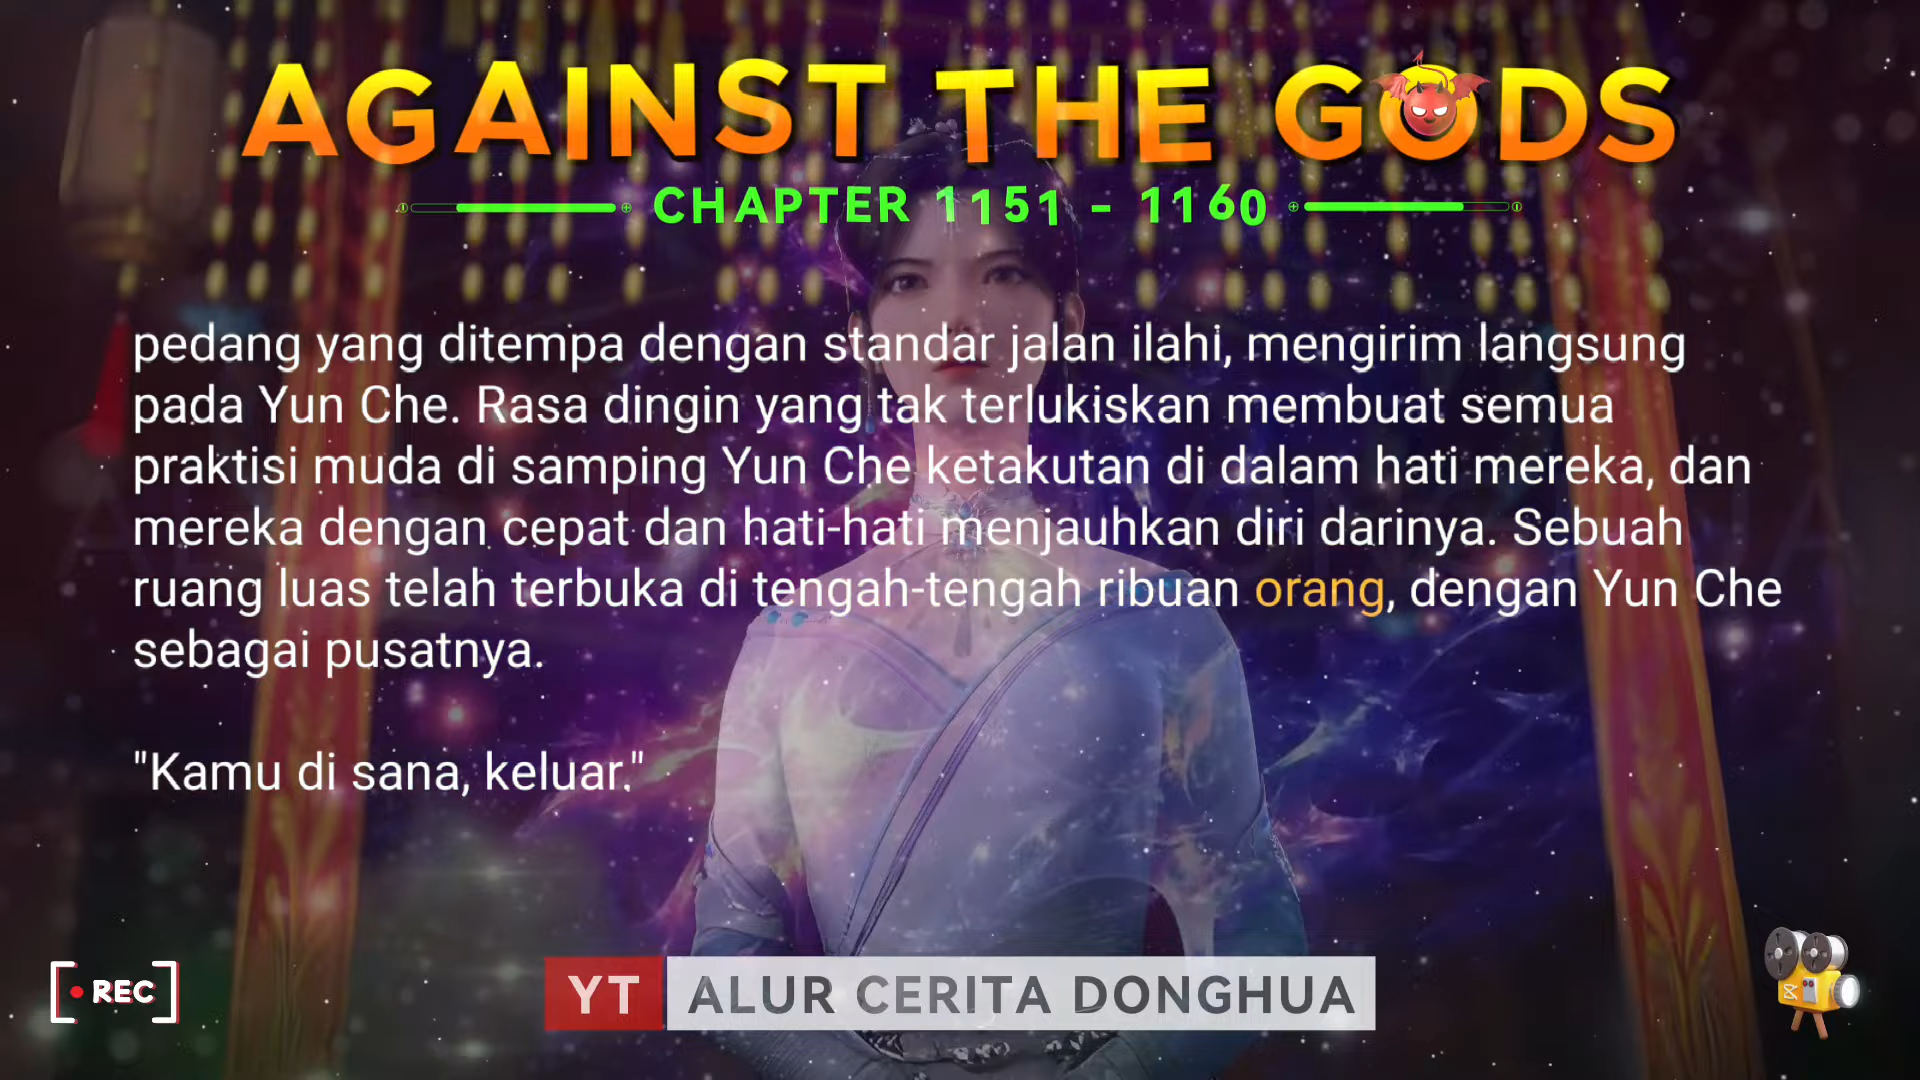 AGAINST THE GODS
CHAPTER 1151 - 1160
pedang yang ditempa dengan standar jalan ilahi, mengirim langsung
pada Yun Che. Rasa dingin yang tak terlukiskan membuat semua
praktisi muda di samping Yun Che ketakutan di dalam hati mereka, dan
mereka dengan cepat dan hati-hati menjauhkan diri darinya. Sebuah
ruang luas telah terbuka di tengah-tengah ribuan orang, dengan Yun Che
sebagai pusatnya.
"Kamu di sana, keluar."
REC
YT ALUR CERITA DONGHUA